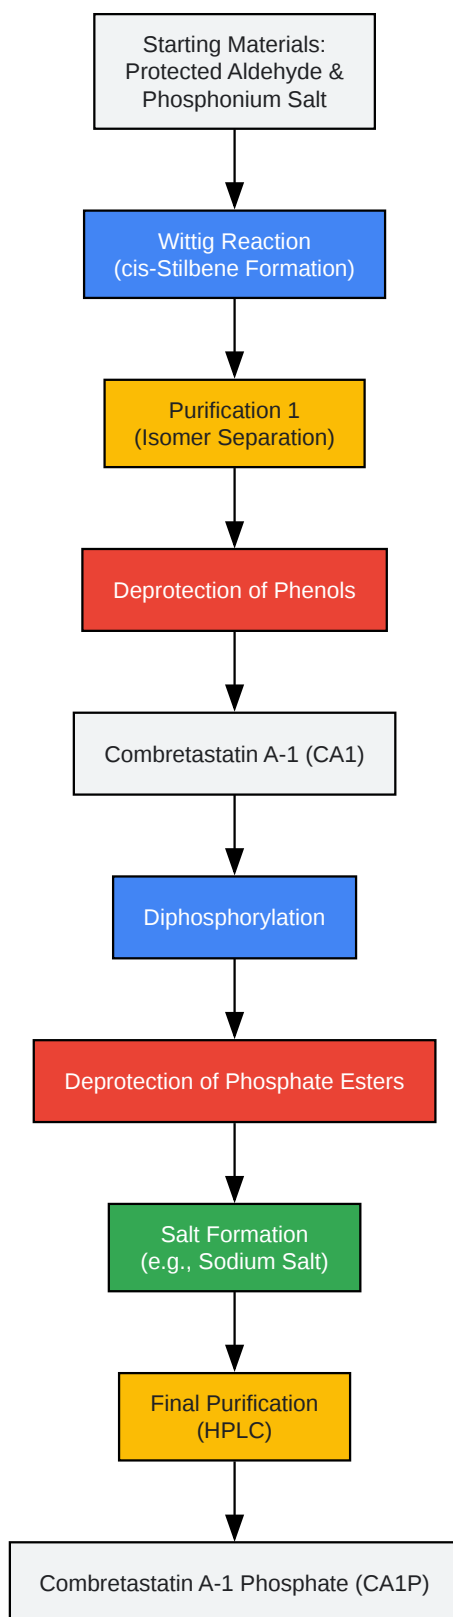 Starting Materials:
Protected Aldehyde &
Phosphonium Salt
Wittig Reaction
(cis-Stilbene Formation)
Purification 1
(Isomer Separation)
Deprotection of Phenols
Combretastatin A-1 (CA1)
Diphosphorylation
Deprotection of Phosphate Esters
Salt Formation
(e.g., Sodium Salt)
Final Purification
(HPLC)
Combretastatin A-1 Phosphate (CA1P)